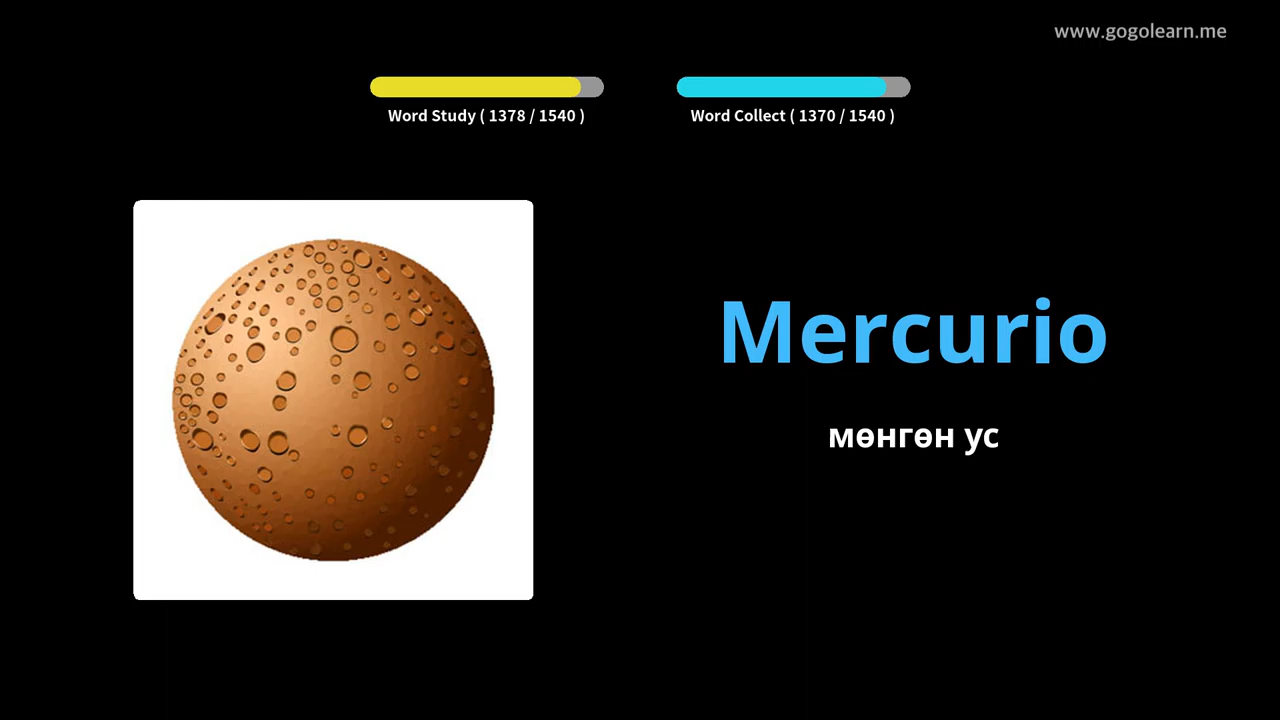 www.gogolearn.me
Word Study ( 1378 / 1540 )
Word Collect ( 1370 / 1540 )
Mercurio
мөнгөн ус